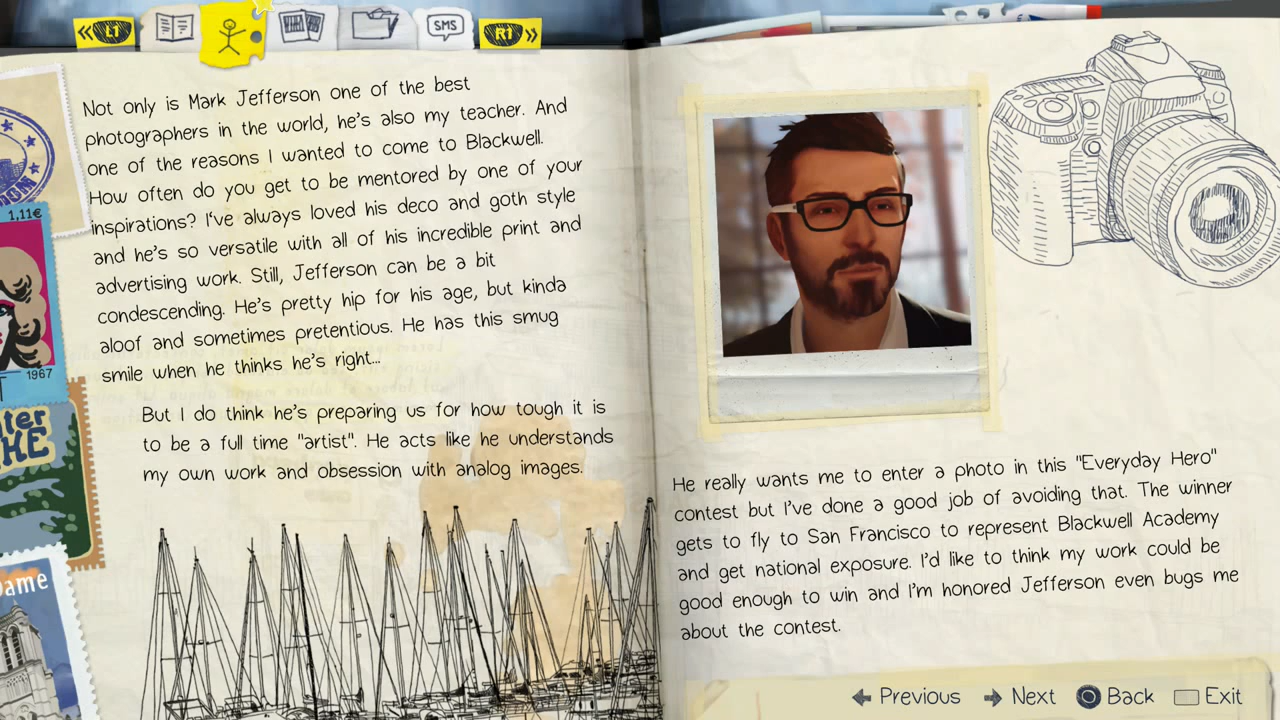 L1
SMS
R1
Not only is Mark Jefferson one of the best
photographers in the world, he's also my teacher. And
one of the reasons I wanted to come to Blackwell.
How often do you get to be mentored by one of your
inspirations? I've always loved his deco and goth style
and he's so versatile with all of his incredible print and
advertising work. Still, Jefferson can be a bit
condescending. He's pretty hip for his age, but kinda
aloof and sometimes pretentious. He has this smug
smile when he thinks he's right...
But I do think he's preparing us for how tough it is
to be a full time "artist". He acts like he understands
my own work and obsession with analog images.
1,11€
1967
He really wants me to enter a photo in this "Everyday Hero"
contest but I've done a good job of avoiding that. The winner
gets to fly to San Francisco to represent Blackwell Academy
and get national exposure. I'd like to think my work could be
good enough to win and I'm honored Jefferson even bugs me
about the contest.
Previous
Next
Back
Exit